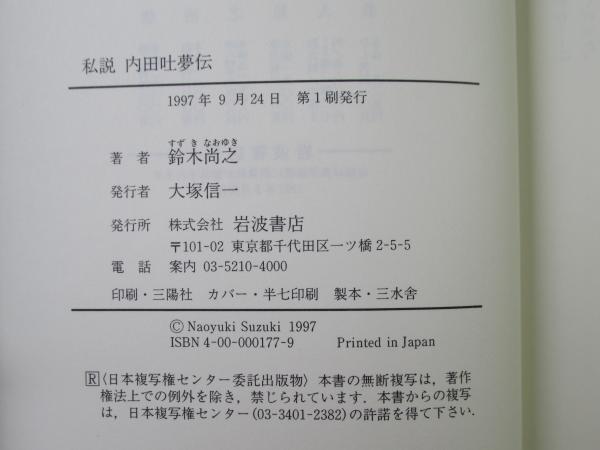 私説 内田吐夢伝
1997年9月24日 第1刷発行
すずきなおゆき
著者 鈴木尚之
発行者 大塚信一
発行所 株式会社 岩波書店
〒101-02 東京都千代田区一ツ橋2-5-5
電話 案内 03-5210-4000
印刷・三陽社 カバー・半七印刷 製本・三水舎
© Naoyuki Suzuki 1997
ISBN 4-00-000177-9 Printed in Japan
R〈日本複写権センター委託出版物〉本書の無断複写は，著作
権法上での例外を除き，禁じられています．本書からの複写
は，日本複写権センター(03-3401-2382)の許諾を得て下さい．